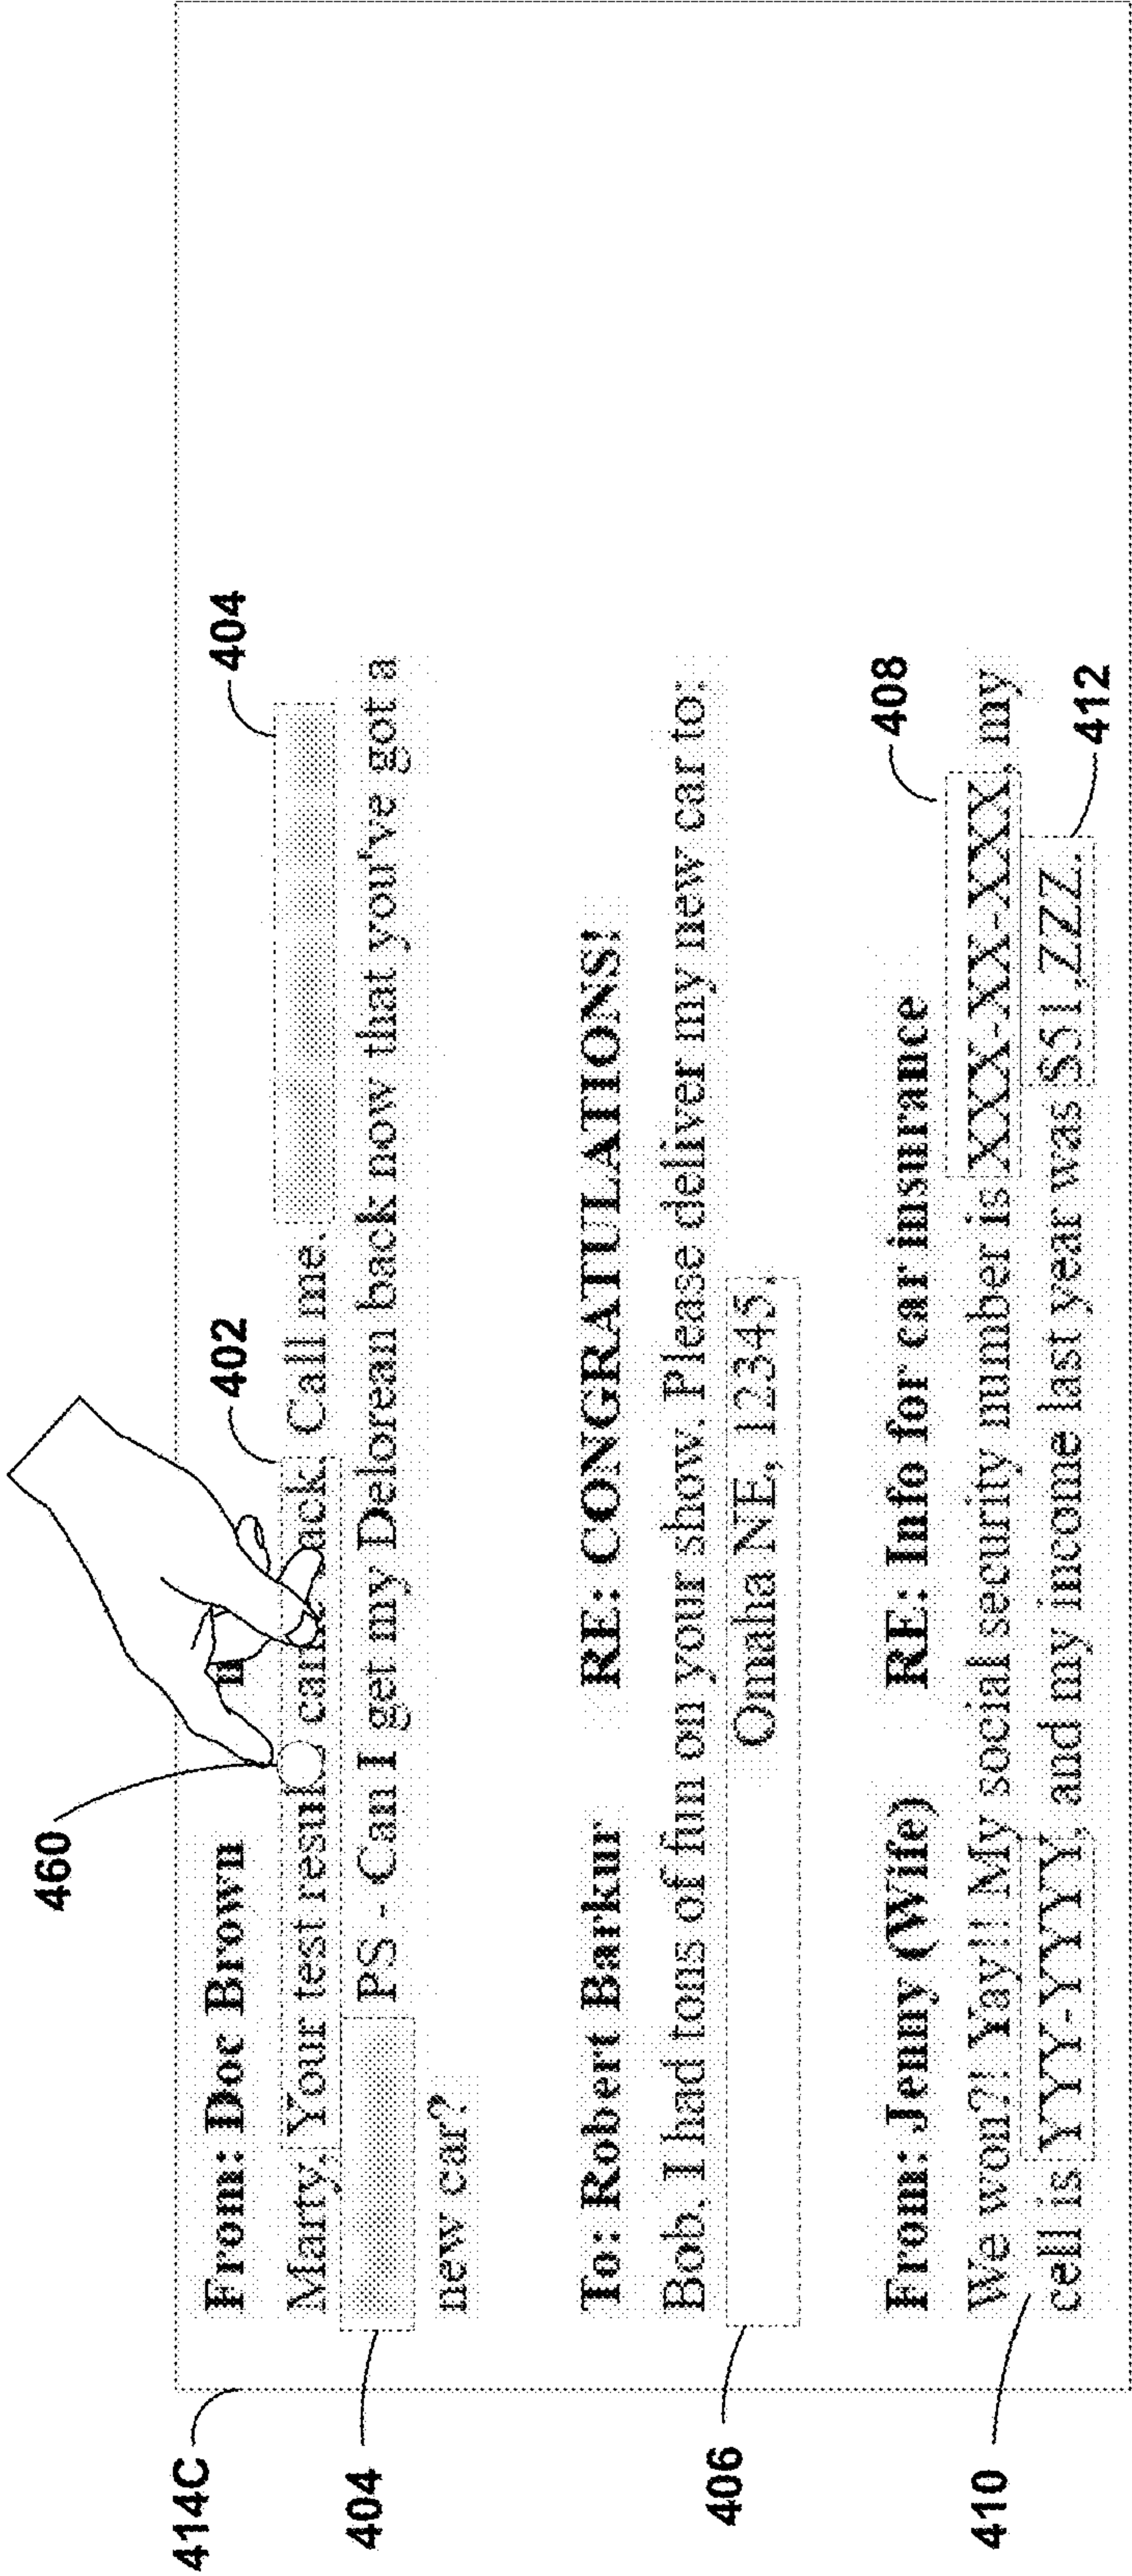 460
414C
From: Doc Brown
402
404
Marty, Your test results came back. Call me.
404
PS - Can I get my Delorean back now that you've got a
new car?
To: Robert Barkur RE: CONGRATULATIONS!
Bob, I had tons of fun on your show. Please deliver my new car to:
406
Omaha NE, 12345.
From: Jenny (Wife) RE: Info for car insurance
408
We won?! Yay!! My social security number is XXX-XX-XXXX, my
410
cell is YYY-YYYY, and my income last year was $51,ZZZ.
412